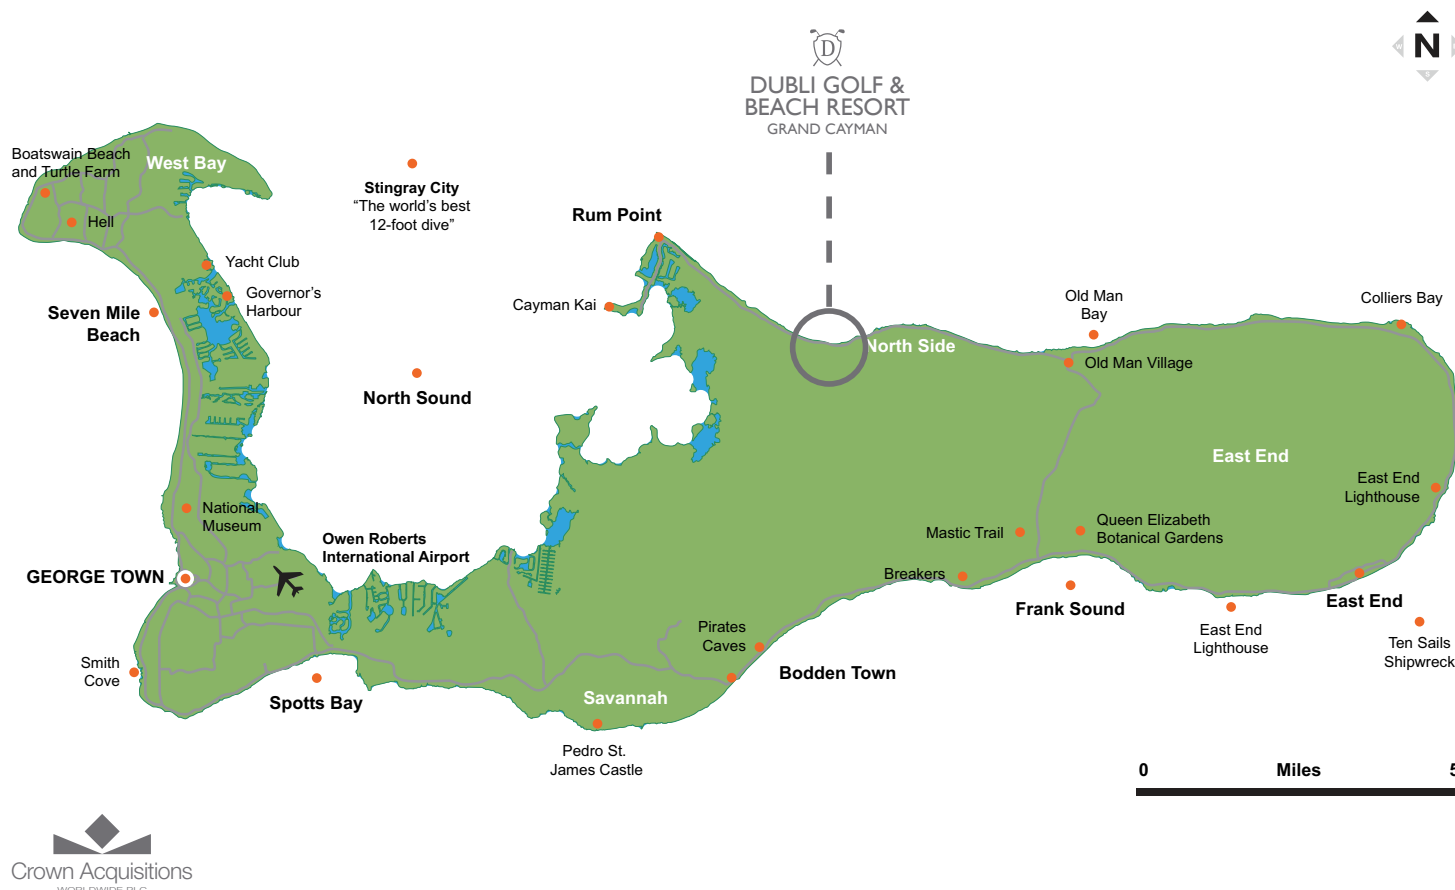 D
DUBLI GOLF &
BEACH RESORT
GRAND CAYMAN
N
S
Boatswain Beach
and Turtle Farm
West Bay
Hell
Stingray City
“The world’s best
12-foot dive”
Rum Point
Yacht Club
Governor’s
Harbour
Cayman Kai
Seven Mile
Beach
Old Man
Bay
Colliers Bay
North Side
Old Man Village
North Sound
East End
East End
Lighthouse
National
Museum
Owen Roberts
International Airport
Mastic Trail
Queen Elizabeth
Botanical Gardens
GEORGE TOWN
Breakers
Frank Sound
East End
East End
Lighthouse
Ten Sails
Shipwreck
Pirates
Caves
Smith
Cove
Bodden Town
Spotts Bay
Savannah
Pedro St.
James Castle
0 Miles 5
Crown Acquisitions
WORLDWIDE PLC